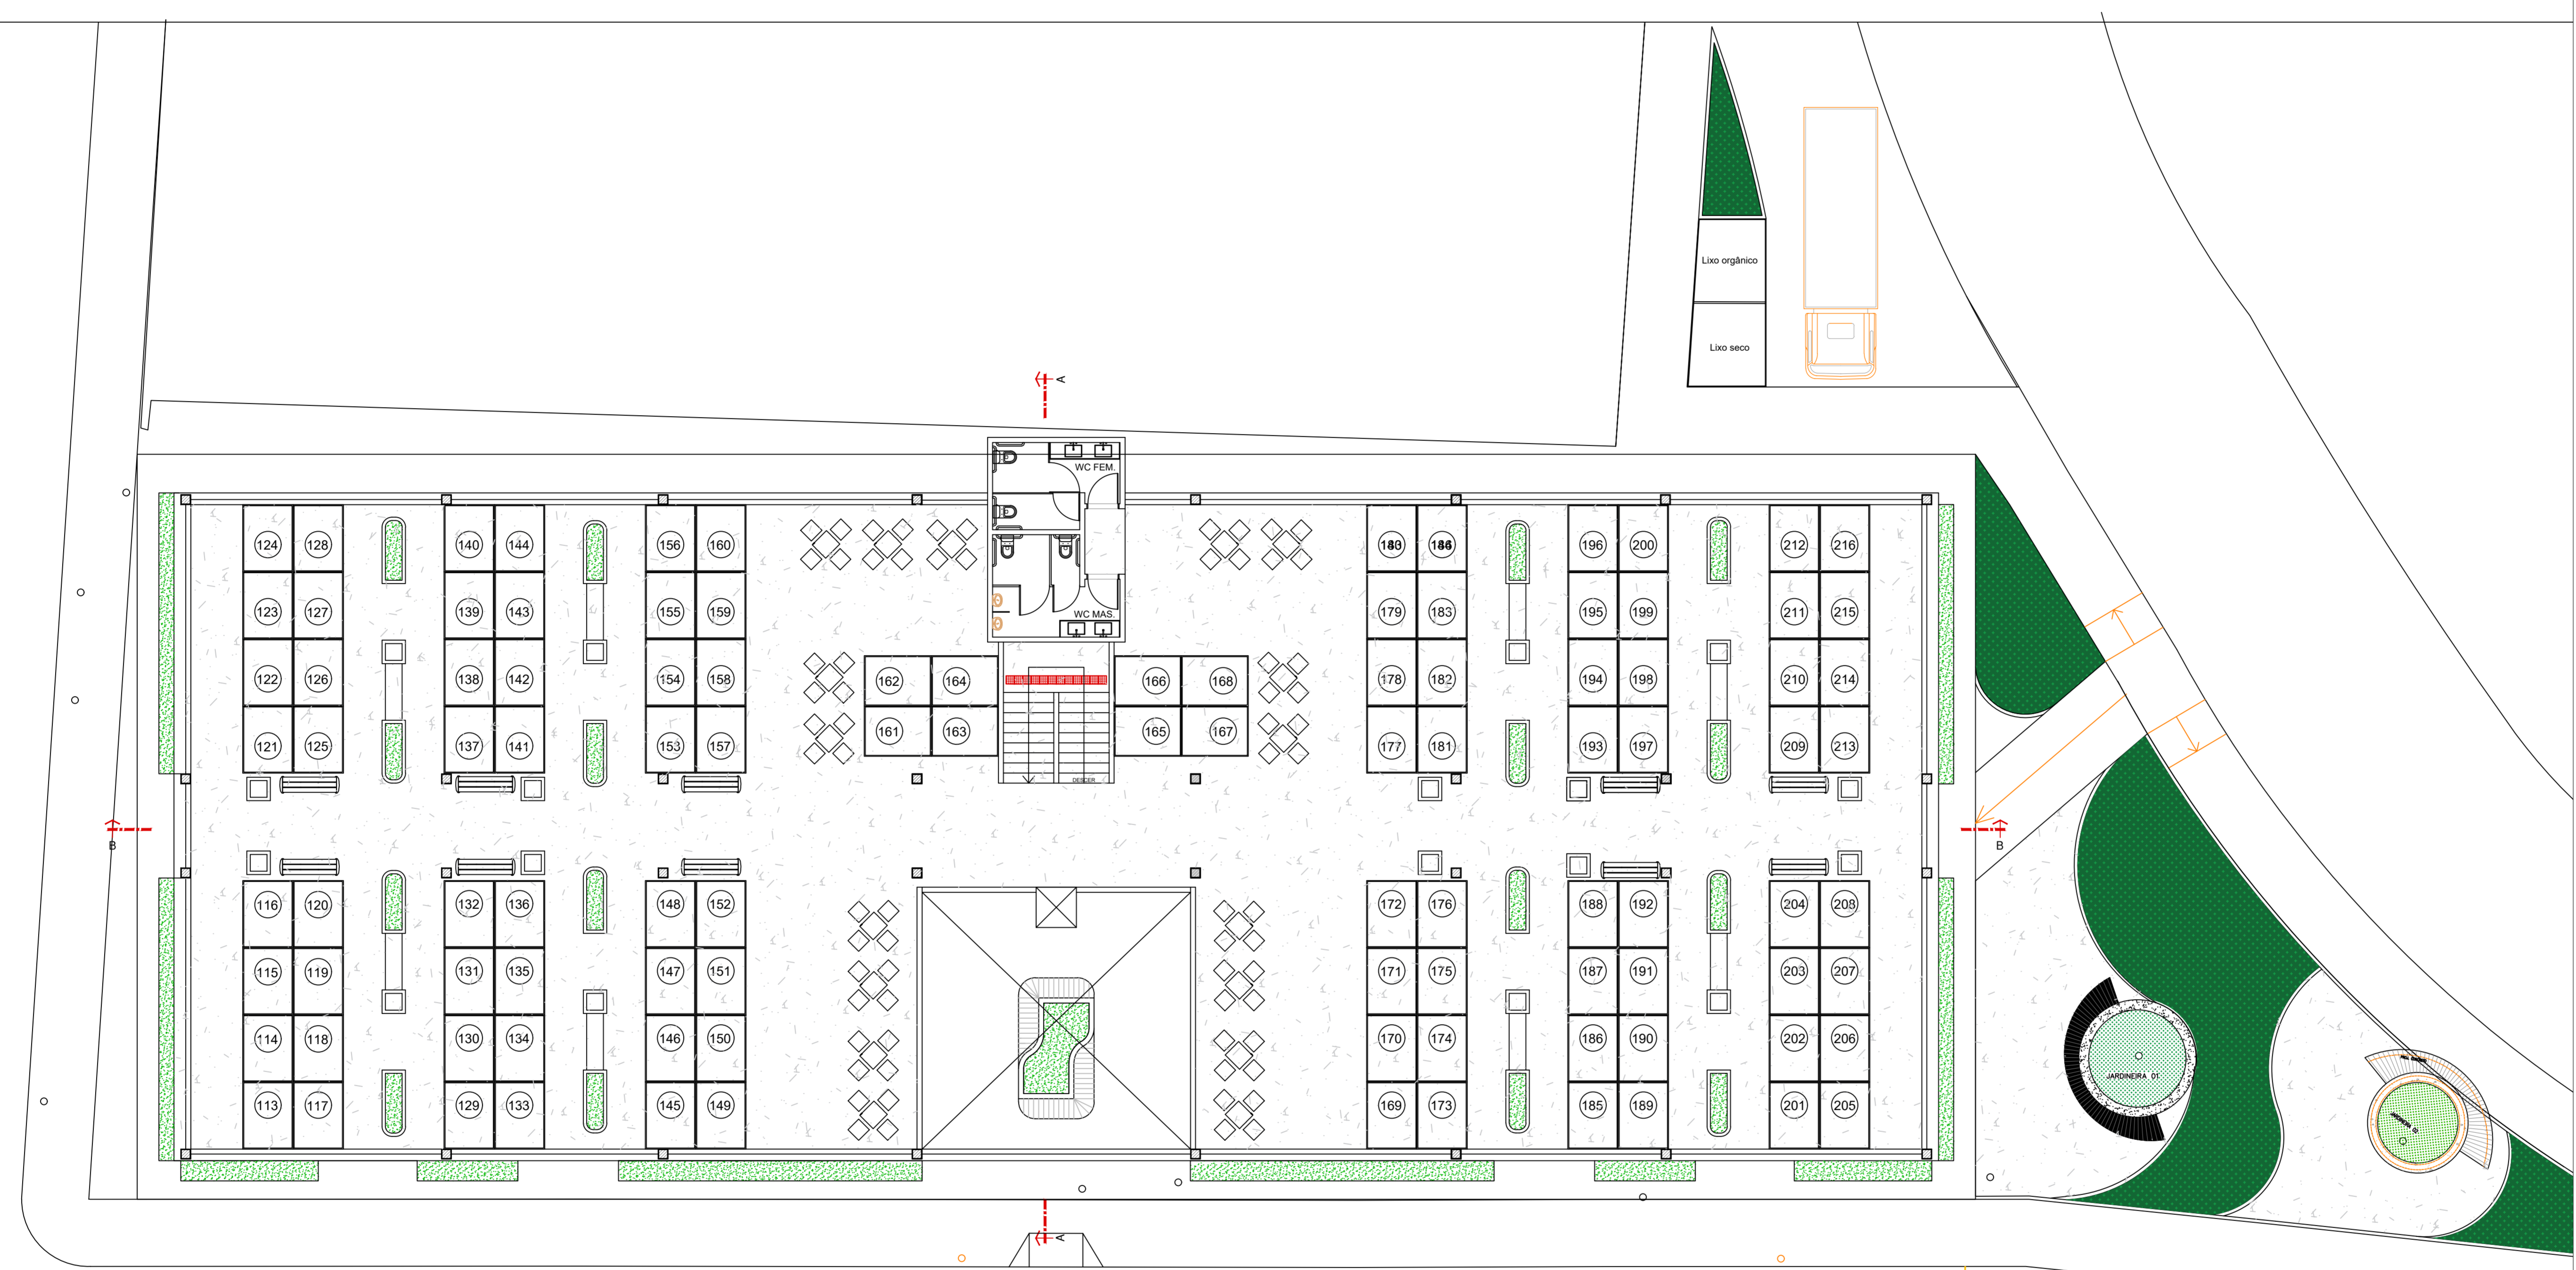 Lixo orgânico
Lixo seco
A
WC FEM.
WC MAS.
124 128 140 144 156 160 196 200 212 216
123 127 139 143 155 159 179 183 195 199 211 215
122 126 138 142 154 158 162 164 166 168 178 182 194 198 210 214
121 125 137 141 153 157 161 163 165 167 177 181 193 197 209 213
DESCER
B
B
116 120 132 136 148 152 172 176 188 192 204 208
115 119 131 135 147 151 171 175 187 191 203 207
114 118 130 134 146 150 170 174 186 190 202 206
JARDINEIRA 01
113 117 129 133 145 149 169 173 185 189 201 205
A